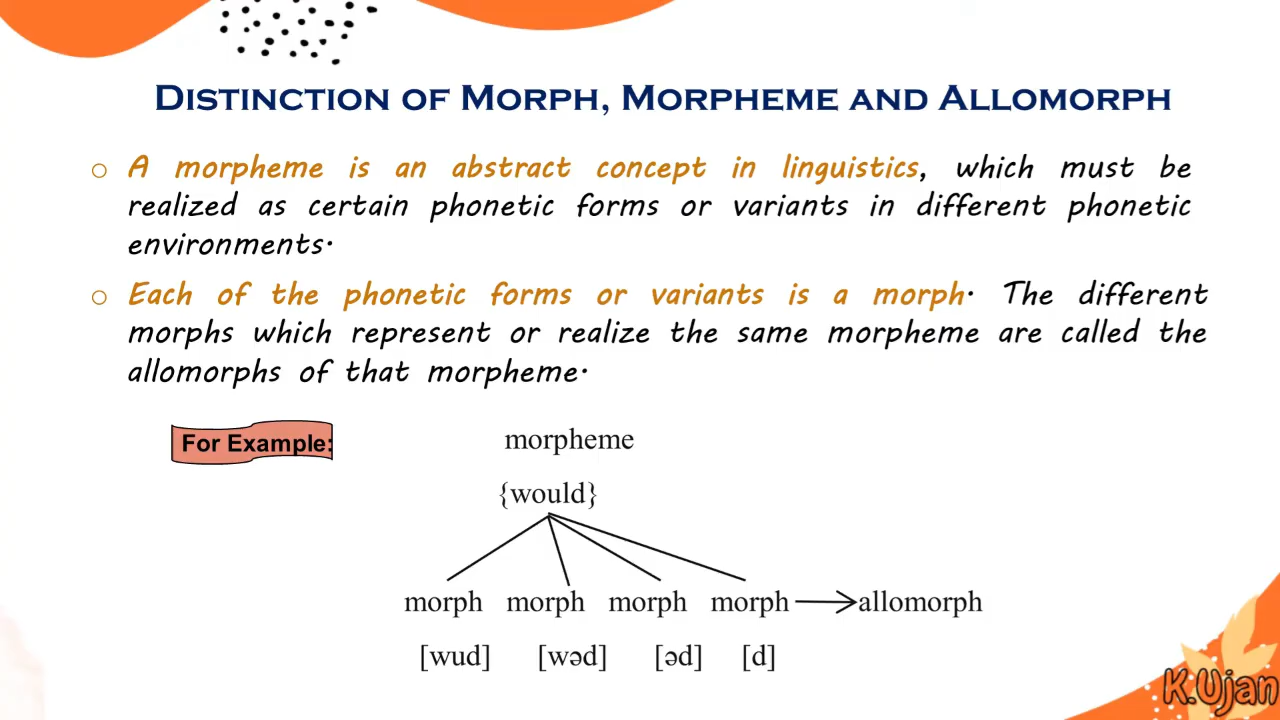 DISTINCTION OF MORPH, MORPHEME AND ALLOMORPH
○ A morpheme is an abstract concept in linguistics, which must be
realized as certain phonetic forms or variants in different phonetic
environments.
○ Each of the phonetic forms or variants is a morph. The different
morphs which represent or realize the same morpheme are called the
allomorphs of that morpheme.
For Example:
morpheme
{would}
morph morph morph morph allomorph
[wud] [wəd] [əd] [d]
K.Ujan